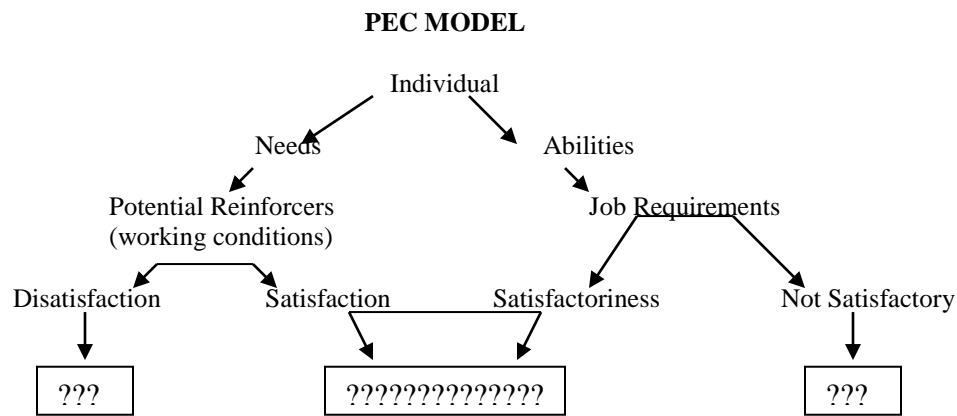 PEC MODEL
Individual
Needs
Abilities
Potential Reinforcers
(working conditions)
Job Requirements
Disatisfaction
Satisfaction
Satisfactoriness
Not Satisfactory
???
??????????????
???